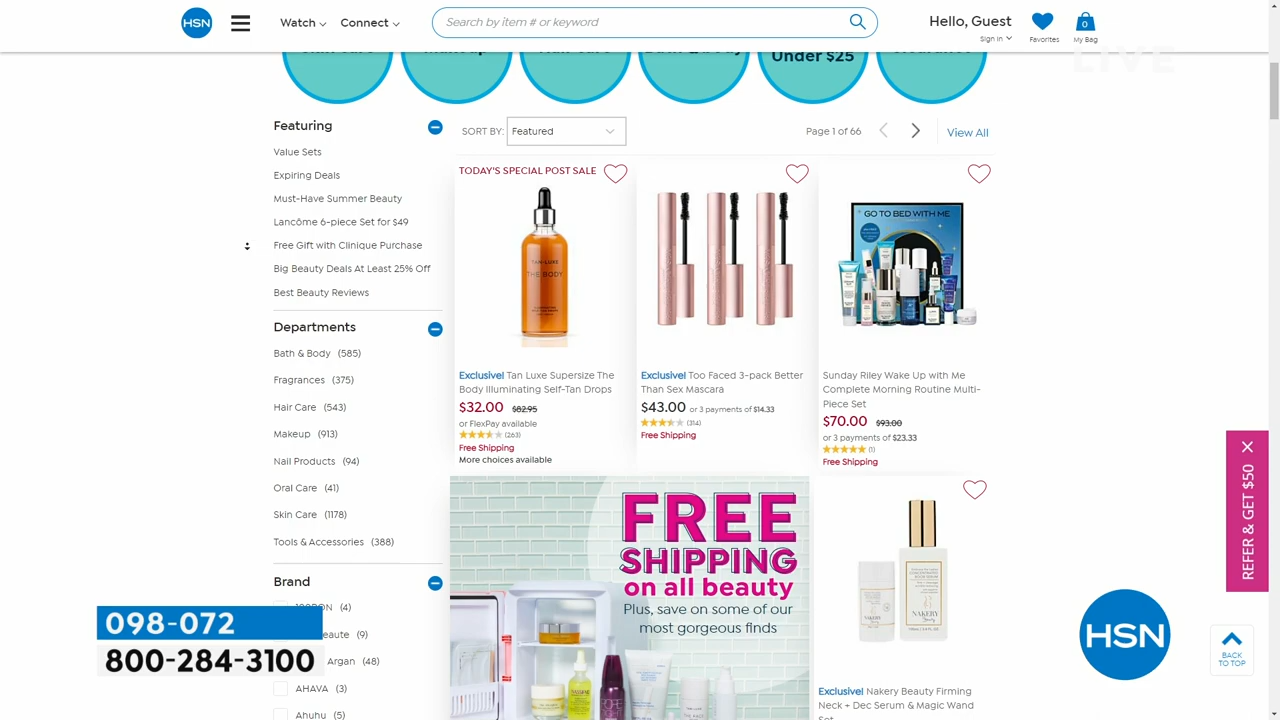 HSN
Watch
Connect
Search by item # or keyword
Hello, Guest
Sign In
Favorites
0
My Bag
LIVE
Under $25
Featuring
Value Sets
Expiring Deals
Must-Have Summer Beauty
Lancôme 6-piece Set for $49
Free Gift with Clinique Purchase
Big Beauty Deals At Least 25% Off
Best Beauty Reviews
Departments
Bath & Body (585)
Fragrances (375)
Hair Care (543)
Makeup (913)
Nail Products (94)
Oral Care (41)
Skin Care (1178)
Tools & Accessories (388)
Brand
(4)
(9)
Argan (48)
AHAVA (3)
Ahuhu (5)
098-072
800-284-3100
SORT BY:
Featured
Page 1 of 66
View All
TODAY'S SPECIAL POST SALE
TAN-LUXE
THE BODY
Exclusive! Tan Luxe Supersize The
Body Illuminating Self-Tan Drops
$32.00 $82.95
or FlexPay available
(263)
Free Shipping
More choices available
Exclusive! Too Faced 3-pack Better
Than Sex Mascara
$43.00 or 3 payments of $14.33
(314)
Free Shipping
GO TO BED WITH ME
Sunday Riley Wake Up with Me
Complete Morning Routine Multi-
Piece Set
$70.00 $93.00
or 3 payments of $23.33
(1)
Free Shipping
FREE
SHIPPING
on all beauty
Plus, save on some of our
most gorgeous finds
NAKERY
Exclusive! Nakery Beauty Firming
Neck + Dec Serum & Magic Wand
Set
REFER & GET $50
HSN
BACK
TO TOP